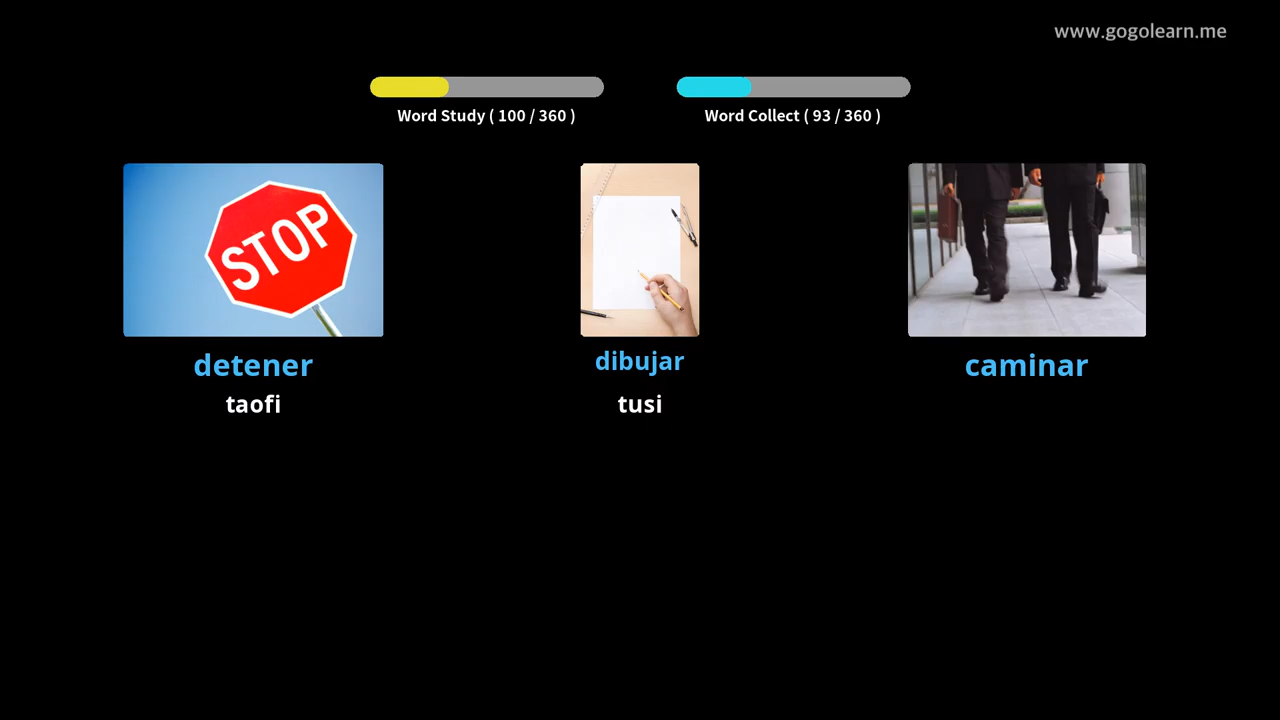 www.gogolearn.me
Word Study ( 100 / 360 )
Word Collect ( 93 / 360 )
STOP
detener
dibujar
caminar
taofi
tusi